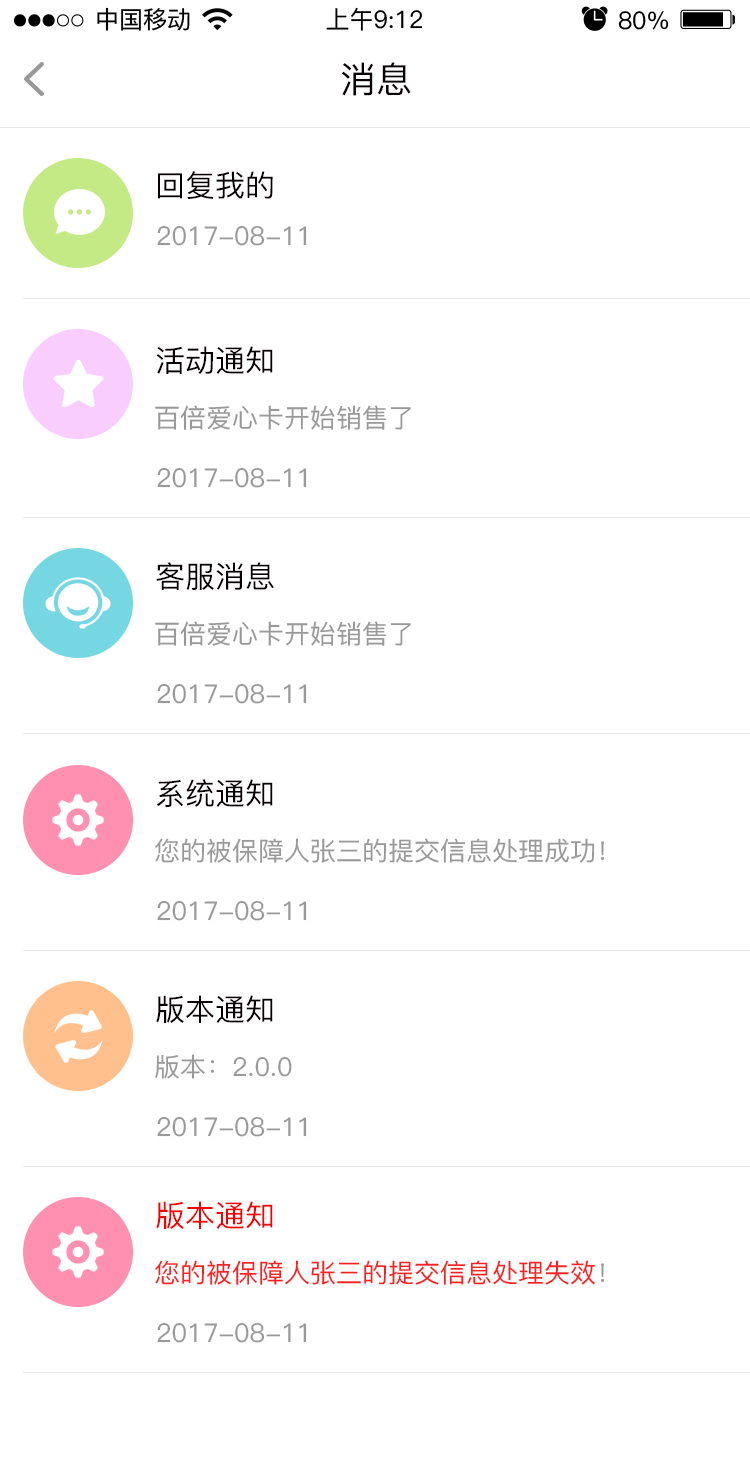 中国移动 上午9:12 80%
消息
回复我的
2017-08-11
活动通知
百倍爱心卡开始销售了
2017-08-11
客服消息
百倍爱心卡开始销售了
2017-08-11
系统通知
您的被保障人张三的提交信息处理成功！
2017-08-11
版本通知
版本：2.0.0
2017-08-11
版本通知
您的被保障人张三的提交信息处理失效！
2017-08-11